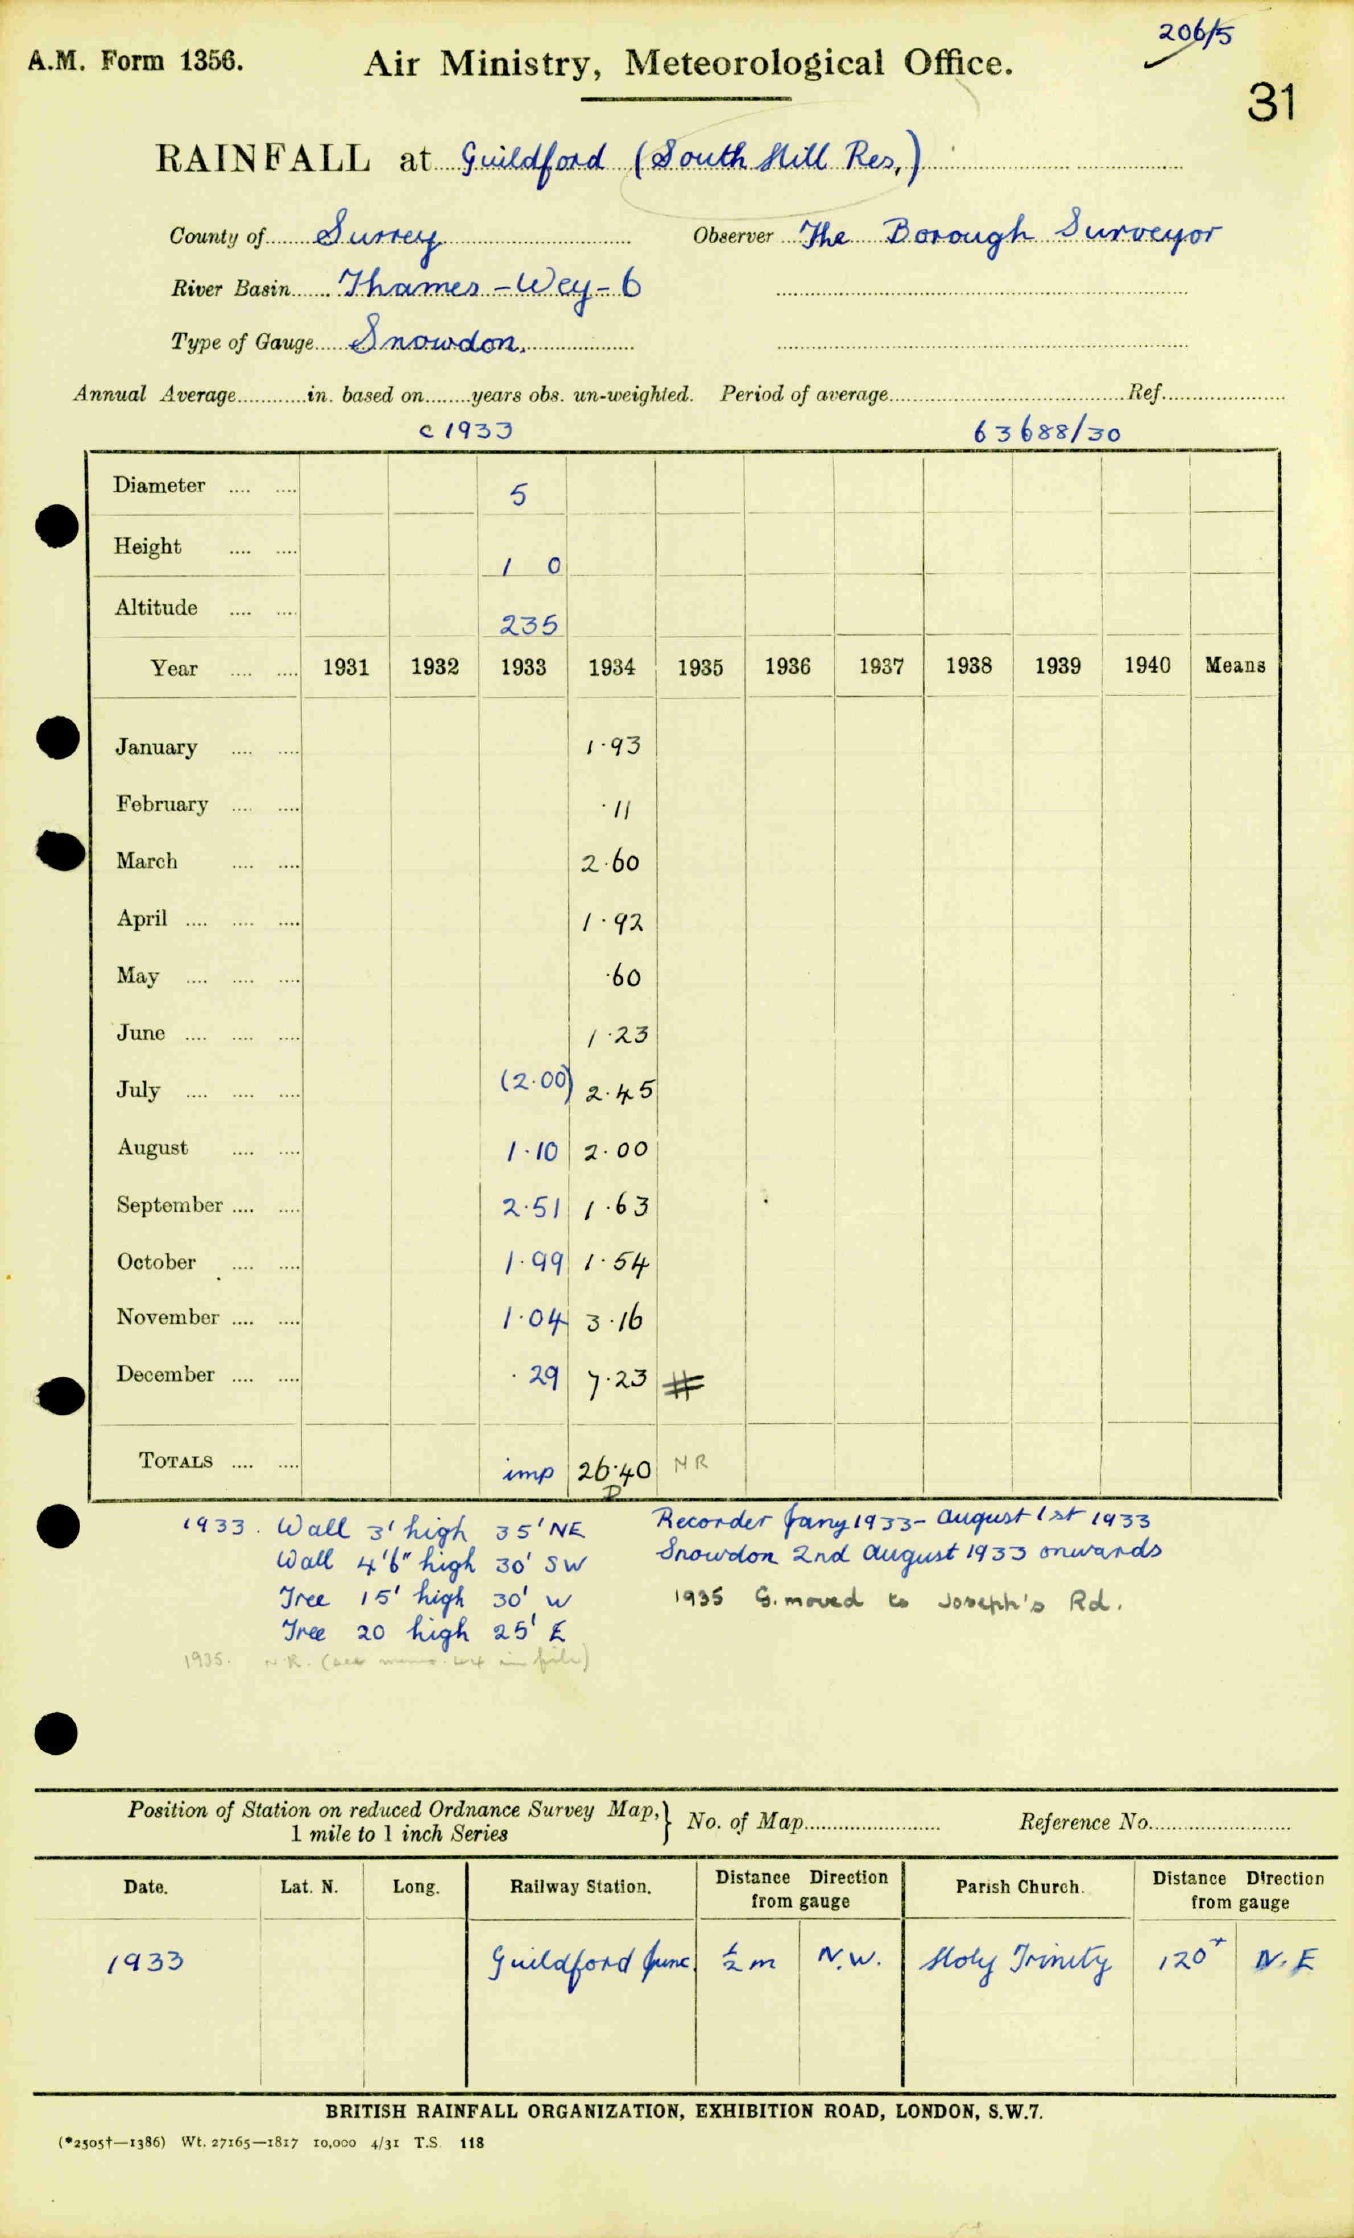 206/5
A.M. Form 1356. Air Ministry, Meteorological Office.
31
RAINFALL at Guildford (South Hill Res.)
County of Surrey Observer The Borough Surveyor
River Basin Thames - Wey - 6
Type of Gauge Snowdon.
Annual Average............in. based on........years obs. un-weighted. Period of average........................................Ref.....................
c 1933 63688/30
Diameter .... .... 5
Height .... .... 1 0
Altitude .... .... 235
Year .... .... 1931 1932 1933 1934 1935 1936 1937 1938 1939 1940 Means
January .... .... 1.93
February .... .... .11
March .... .... 2.60
April .... .... .... 1.92
May .... .... .... .60
June .... .... .... 1.23
July .... .... .... (2.00) 2.45
August .... .... 1.10 2.00
September .... .... 2.51 1.63
October .... .... 1.99 1.54
November .... .... 1.04 3.16
December .... .... .29 7.23 #
TOTALS .... .... imp 26.40 NR
P
1933. Wall 3' high 35' NE Recorder Jany 1933 - August 1st 1933
Wall 4'6" high 30' SW Snowdon 2nd August 1933 onwards
Tree 15' high 30' W 1935 G. moved to Joseph's Rd.
Tree 20 high 25' E
1935. N.R. (see memo. 44 in file)
Position of Station on reduced Ordnance Survey Map, } No. of Map....................... Reference No.........................
1 mile to 1 inch Series
Date. Lat. N. Long. Railway Station. Distance Direction from gauge Parish Church. Distance Direction from gauge
1933 Guildford Junc. ½ m N.W. Holy Trinity 120 N.E
BRITISH RAINFALL ORGANIZATION, EXHIBITION ROAD, LONDON, S.W.7.
(*2505†—1386) Wt. 27165—1817 10,000 4/31 T.S. 118